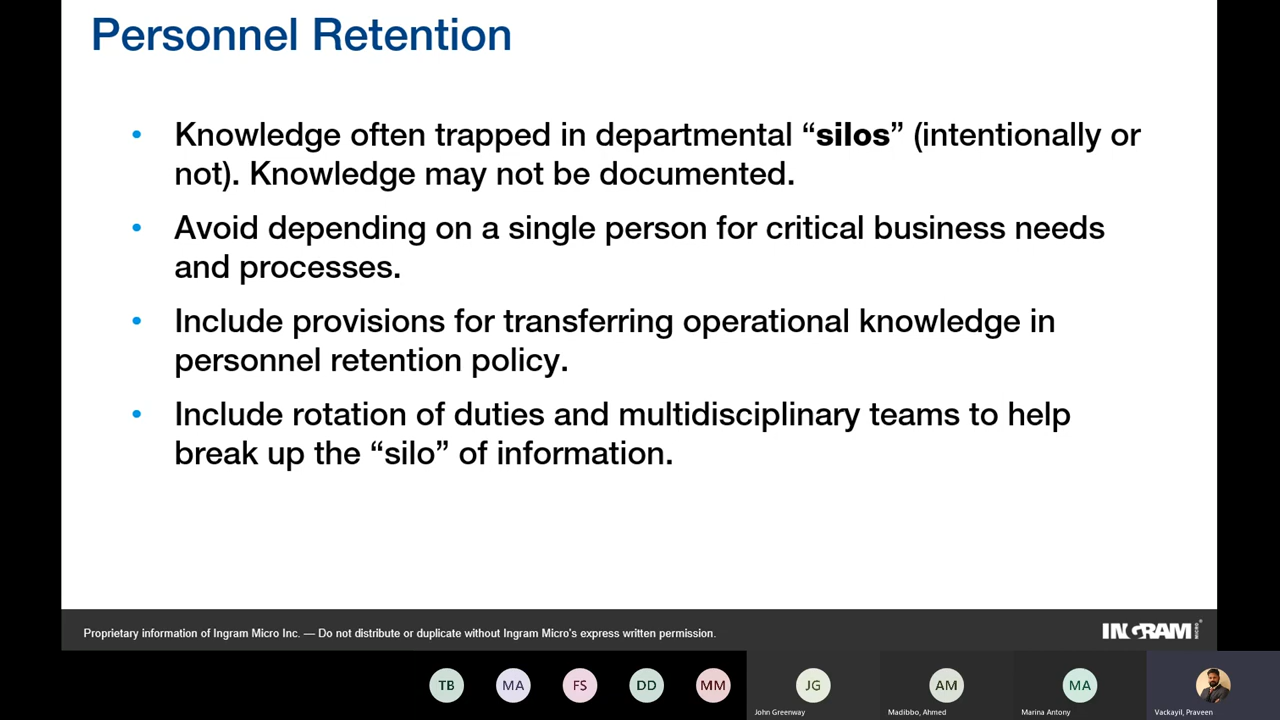 Personnel Retention
• Knowledge often trapped in departmental “silos” (intentionally or
not). Knowledge may not be documented.
• Avoid depending on a single person for critical business needs
and processes.
• Include provisions for transferring operational knowledge in
personnel retention policy.
• Include rotation of duties and multidisciplinary teams to help
break up the “silo” of information.
Proprietary information of Ingram Micro Inc. — Do not distribute or duplicate without Ingram Micro's express written permission.
INGRAM MICRO®
TB MA FS DD MM JG AM MA
John Greenway Madibbo, Ahmed Marina Antony Vackayil, Praveen